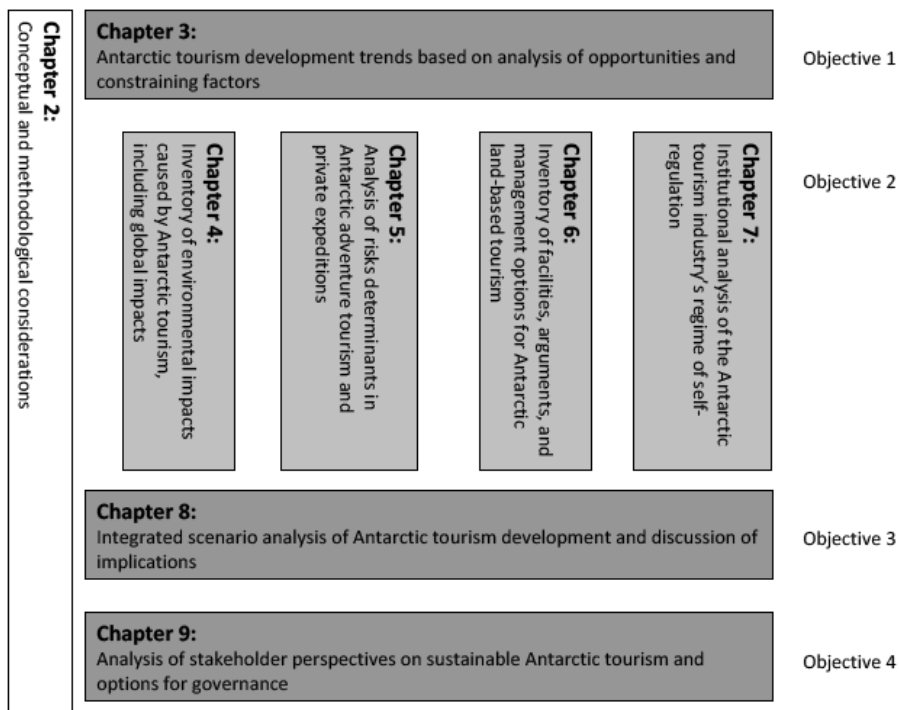 Chapter 2:
Conceptual and methodological considerations
Chapter 3:
Antarctic tourism development trends based on analysis of opportunities and
constraining factors
Objective 1
Chapter 4:
Inventory of environmental impacts
caused by Antarctic tourism,
including global impacts
Chapter 5:
Analysis of risks determinants in
Antarctic adventure tourism and
private expeditions
Chapter 6:
Inventory of facilities, arguments, and
management options for Antarctic
land-based tourism
Chapter 7:
Institutional analysis of the Antarctic
tourism industry's regime of self-
regulation
Objective 2
Chapter 8:
Integrated scenario analysis of Antarctic tourism development and discussion of
implications
Objective 3
Chapter 9:
Analysis of stakeholder perspectives on sustainable Antarctic tourism and
options for governance
Objective 4